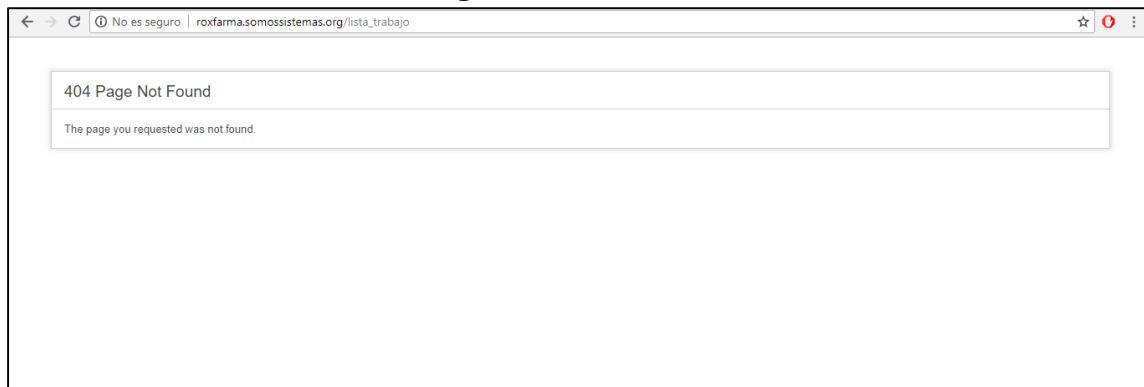 No es seguro | roxfarma.somossistemas.org/lista_trabajo
404 Page Not Found
The page you requested was not found.